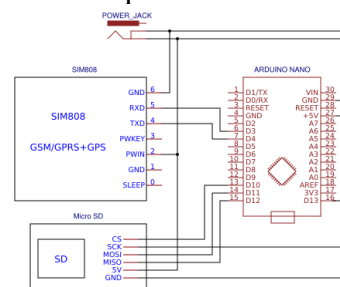 POWER_JACK
SIM808
SIM808
GSM/GPRS+GPS
GND 6
RXD 5
TXD 4
PWKEY 3
PWIN 2
GND 1
SLEEP 0
ARDUINO NANO
1 D1/TX VIN 30
2 D0/RX GND 29
3 RESET RESET 28
4 GND +5V 27
5 D2 A7 26
6 D3 A6 25
7 D4 A5 24
8 D5 A4 23
9 D6 A3 22
10 D7 A2 21
11 D8 A1 20
12 D9 A0 19
13 D10 AREF 18
14 D11 3V3 17
15 D12 D13 16
Micro SD
SD
CS
SCK
MOSI
MISO
5V
GND